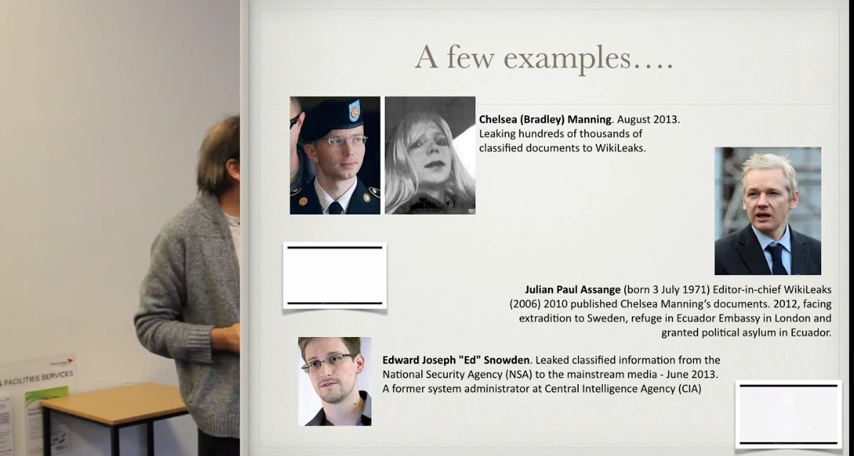 A few examples….
Chelsea (Bradley) Manning. August 2013.
Leaking hundreds of thousands of
classified documents to WikiLeaks.
Julian Paul Assange (born 3 July 1971) Editor-in-chief WikiLeaks
(2006) 2010 published Chelsea Manning's documents. 2012, facing
extradition to Sweden, refuge in Ecuador Embassy in London and
granted political asylum in Ecuador.
Edward Joseph "Ed" Snowden. Leaked classified information from the
National Security Agency (NSA) to the mainstream media - June 2013.
A former system administrator at Central Intelligence Agency (CIA)
& FACILITIES SERVICES